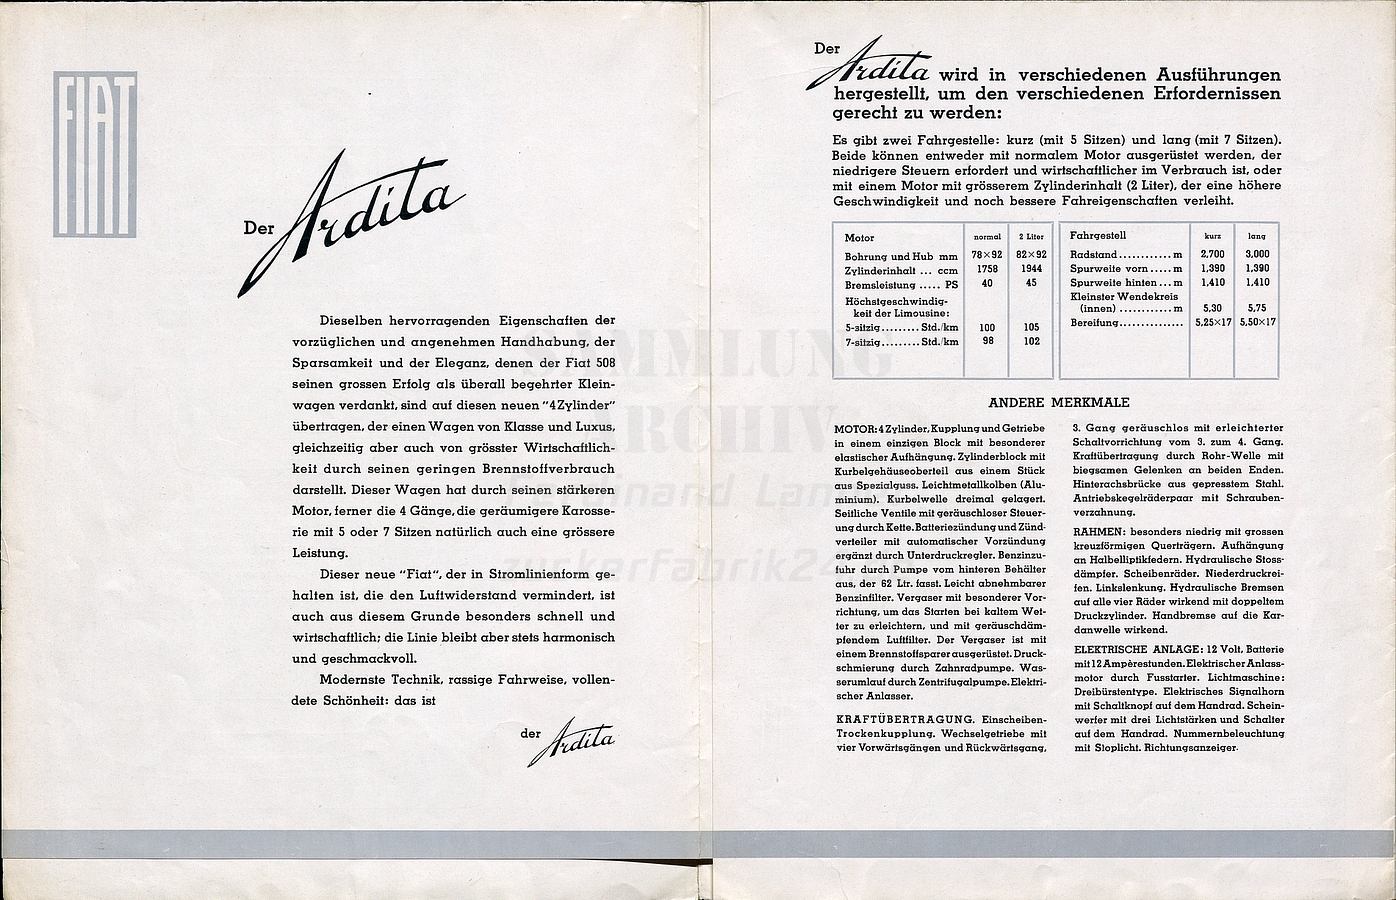 FIAT
Der Ardita
Dieselben hervorragenden Eigenschaften der
vorzüglichen und angenehmen Handhabung, der
Sparsamkeit und der Eleganz, denen der Fiat 508
seinen grossen Erfolg als überall begehrter Klein-
wagen verdankt, sind auf diesen neuen "4Zylinder"
übertragen, der einen Wagen von Klasse und Luxus,
gleichzeitig aber auch von grösster Wirtschaftlich-
keit durch seinen geringen Brennstoffverbrauch
darstellt. Dieser Wagen hat durch seinen stärkeren
Motor, ferner die 4 Gänge, die geräumigere Karosse-
rie mit 5 oder 7 Sitzen natürlich auch eine grössere
Leistung.
Dieser neue "Fiat", der in Stromlinienform ge-
halten ist, die den Luftwiderstand vermindert, ist
auch aus diesem Grunde besonders schnell und
wirtschaftlich; die Linie bleibt aber stets harmonisch
und geschmackvoll.
Modernste Technik, rassige Fahrweise, vollen-
dete Schönheit: das ist
der Ardita
Der Ardita wird in verschiedenen Ausführungen
hergestellt, um den verschiedenen Erfordernissen
gerecht zu werden:
Es gibt zwei Fahrgestelle: kurz (mit 5 Sitzen) und lang (mit 7 Sitzen).
Beide können entweder mit normalem Motor ausgerüstet werden, der
niedrigere Steuern erfordert und wirtschaftlicher im Verbrauch ist, oder
mit einem Motor mit grösserem Zylinderinhalt (2 Liter), der eine höhere
Geschwindigkeit und noch bessere Fahreigenschaften verleiht.
Motor normal 2 Liter
Bohrung und Hub mm 78×92 82×92
Zylinderinhalt ... ccm 1758 1944
Bremsleistung ..... PS 40 45
Höchstgeschwindig-
keit der Limousine:
5-sitzig......... Std./km 100 105
7-sitzig......... Std./km 98 102
Fahrgestell kurz lang
Radstand............ m 2,700 3,000
Spurweite vorn ..... m 1,390 1,390
Spurweite hinten ... m 1,410 1,410
Kleinster Wendekreis
(innen) ............ m 5,30 5,75
Bereifung............... 5,25×17 5,50×17
ANDERE MERKMALE
MOTOR: 4 Zylinder, Kupplung und Getriebe
in einem einzigen Block mit besonderer
elastischer Aufhängung. Zylinderblock mit
Kurbelgehäuseoberteil aus einem Stück
aus Spezialguss. Leichtmetallkolben (Alu-
minium). Kurbelwelle dreimal gelagert.
Seitliche Ventile mit geräuschloser Steuer-
ung durch Kette. Batteriezündung und Zünd-
verteiler mit automatischer Vorzündung
ergänzt durch Unterdruckregler. Benzinzu-
fuhr durch Pumpe vom hinteren Behälter
aus, der 62 Ltr. fasst. Leicht abnehmbarer
Benzinfilter. Vergaser mit besonderer Vor-
richtung, um das Starten bei kaltem Wet-
ter zu erleichtern, und mit geräuschdäm-
pfendem Luftfilter. Der Vergaser ist mit
einem Brennstoffsparer ausgerüstet. Druck-
schmierung durch Zahnradpumpe. Was-
serumlauf durch Zentrifugalpumpe. Elektri-
scher Anlasser.
KRAFTÜBERTRAGUNG. Einscheiben-
Trockenkupplung. Wechselgetriebe mit
vier Vorwärtsgängen und Rückwärtsgang,
3. Gang geräuschlos mit erleichterter
Schaltvorrichtung vom 3. zum 4. Gang.
Kraftübertragung durch Rohr-Welle mit
biegsamen Gelenken an beiden Enden.
Hinterachsbrücke aus gepresstem Stahl.
Antriebskegelräderpaar mit Schrauben-
verzahnung.
RAHMEN: besonders niedrig mit grossen
kreuzförmigen Querträgern. Aufhängung
an Halbelliptikfedern. Hydraulische Stoss-
dämpfer. Scheibenräder. Niederdruckrei-
fen. Linkslenkung. Hydraulische Bremsen
auf alle vier Räder wirkend mit doppeltem
Druckzylinder. Handbremse auf die Kar-
danwelle wirkend.
ELEKTRISCHE ANLAGE: 12 Volt, Batterie
mit 12 Ampèrestunden. Elektrischer Anlass-
motor durch Fusstarter. Lichtmaschine:
Dreibürstentype. Elektrisches Signalhorn
mit Schaltknopf auf dem Handrad. Schein-
werfer mit drei Lichtstärken und Schalter
auf dem Handrad. Nummernbeleuchtung
mit Stoplicht. Richtungsanzeiger.
SAMMLUNG
ARCHIV
Ferdinand Lan
zuckerfabrik24